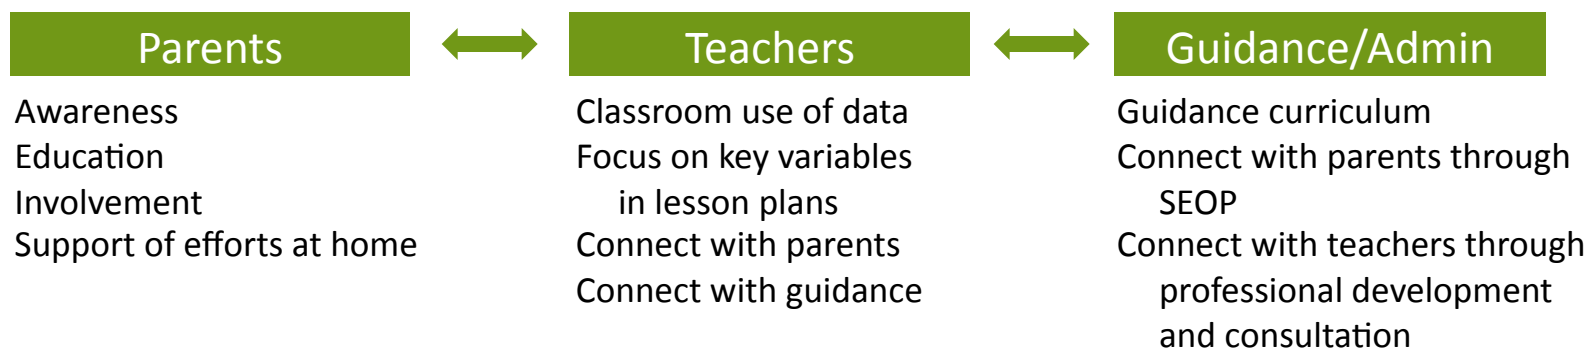 Parents
Awareness
Education
Involvement
Support of efforts at home
Teachers
Classroom use of data
Focus on key variables
in lesson plans
Connect with parents
Connect with guidance
Guidance/Admin
Guidance curriculum
Connect with parents through
SEOP
Connect with teachers through
professional development
and consultation